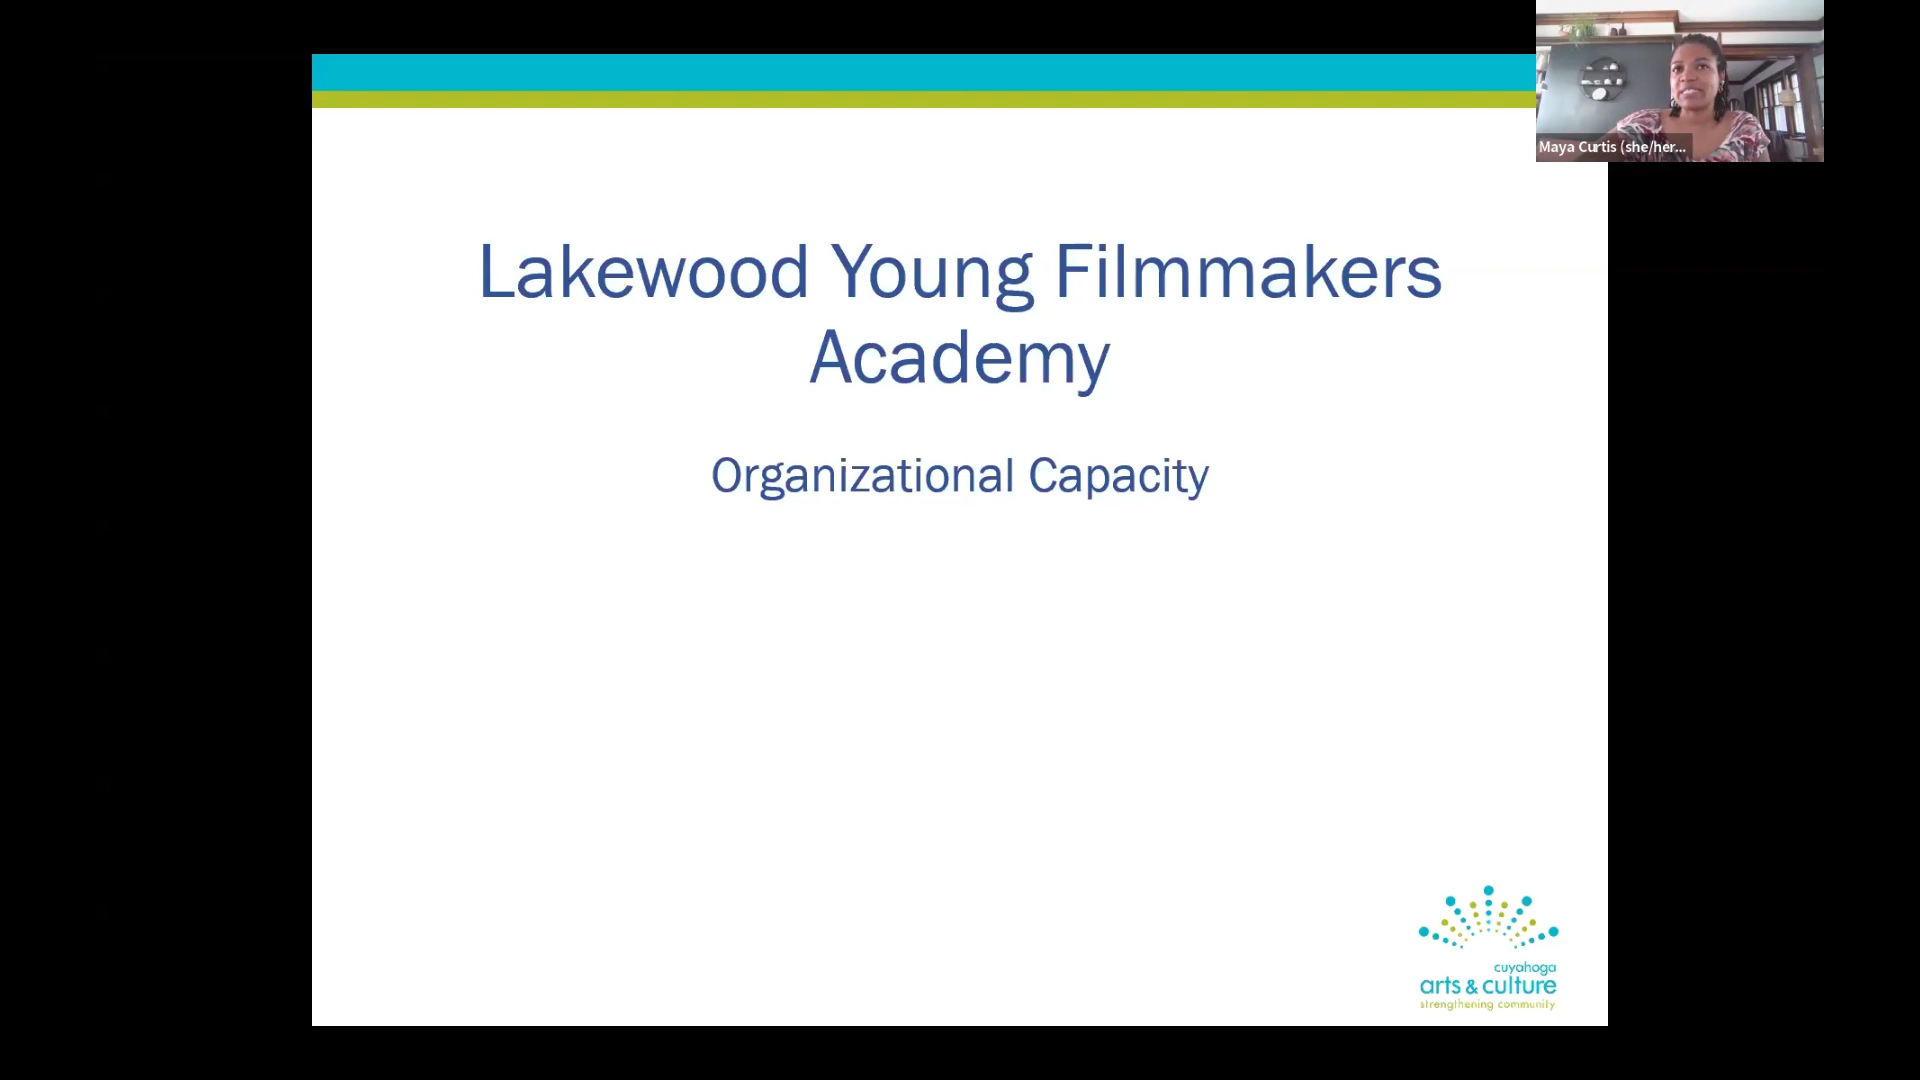 Maya Curtis (she/her...
Lakewood Young Filmmakers
Academy
Organizational Capacity
cuyahoga
arts & culture
strengthening community